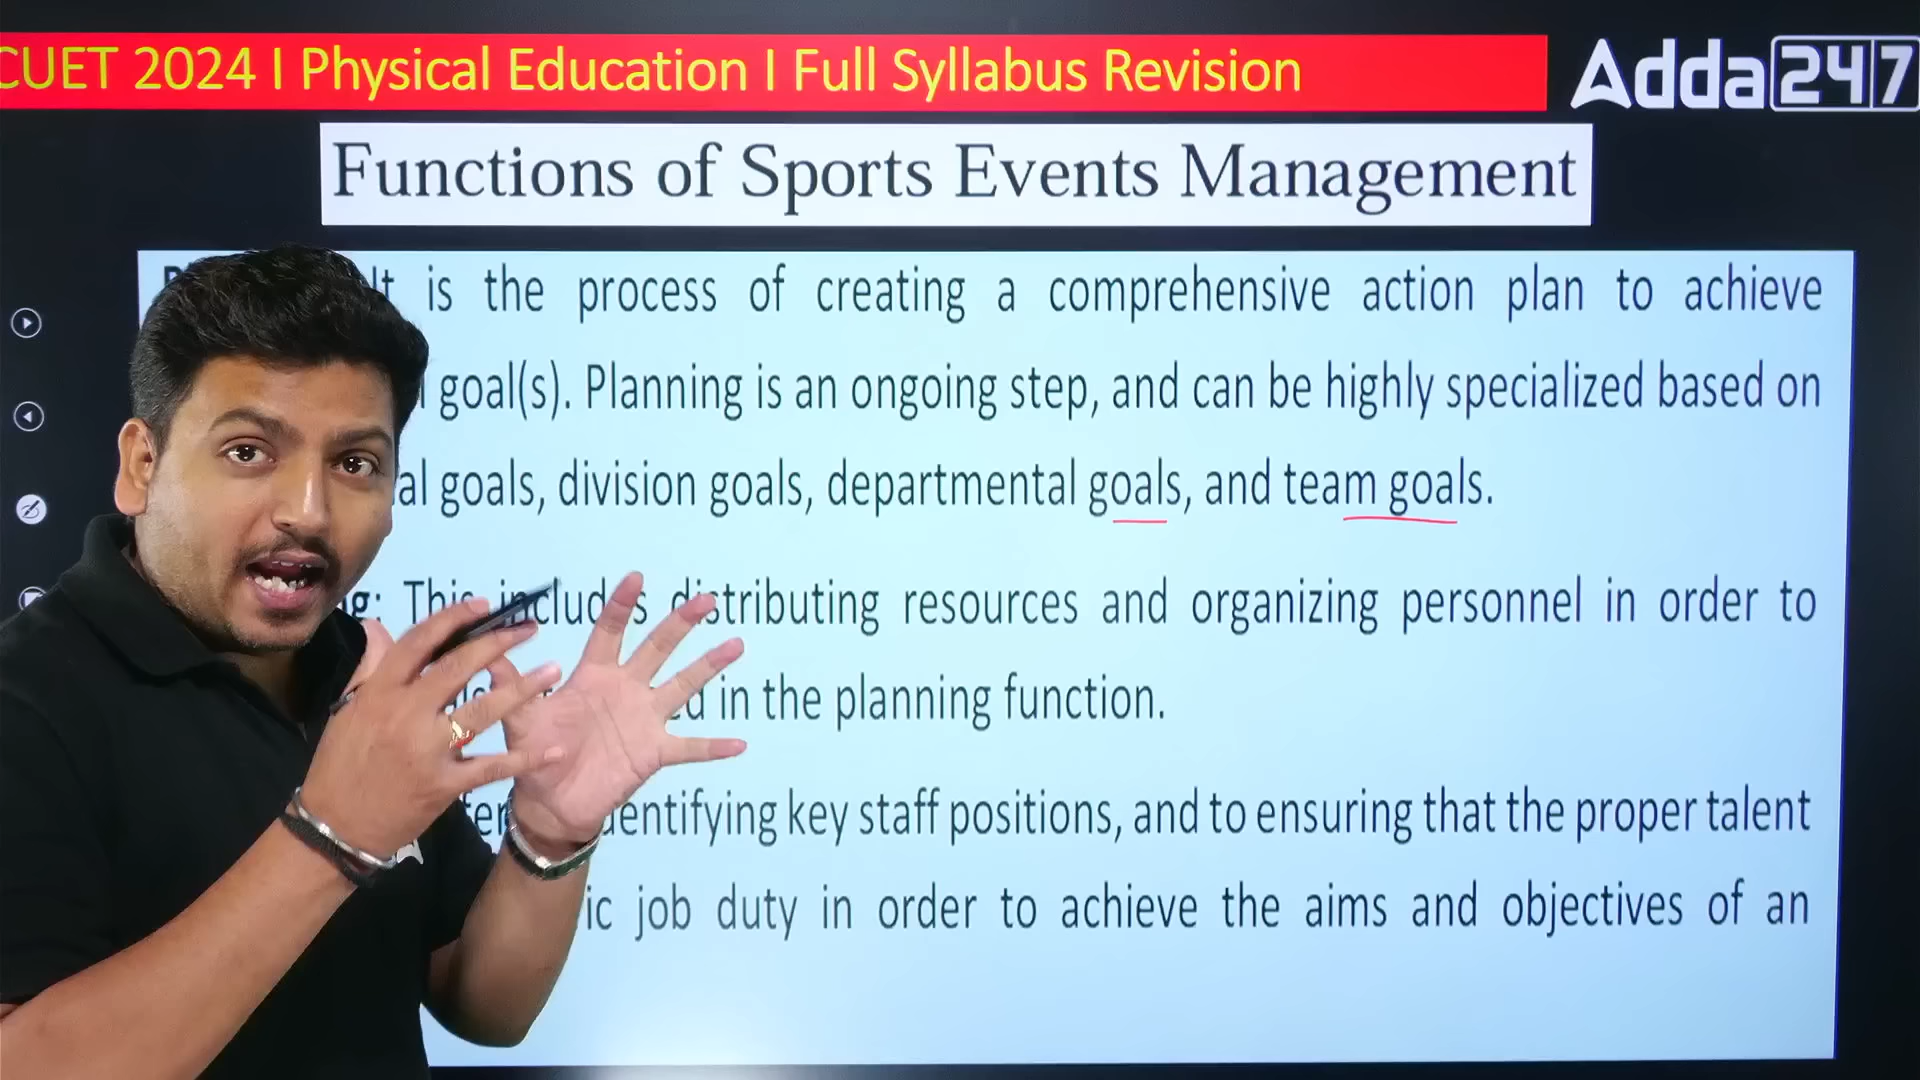 CUET 2024 I Physical Education I Full Syllabus Revision
Adda247
Functions of Sports Events Management
It is the process of creating a comprehensive action plan to achieve
goal(s). Planning is an ongoing step, and can be highly specialized based on
al goals, division goals, departmental goals, and team goals.
g: This includes distributing resources and organizing personnel in order to
in the planning function.
identifying key staff positions, and to ensuring that the proper talent
ic job duty in order to achieve the aims and objectives of an